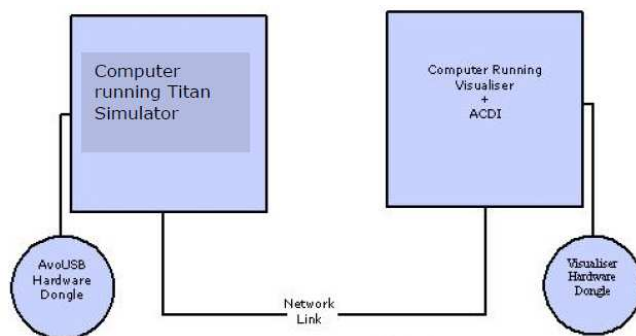 Computer
running Titan
Simulator
Computer Running
Visualiser
+
ACDI
AvoUSB
Hardware
Dongle
Network
Link
Visualiser
Hardware
Dongle